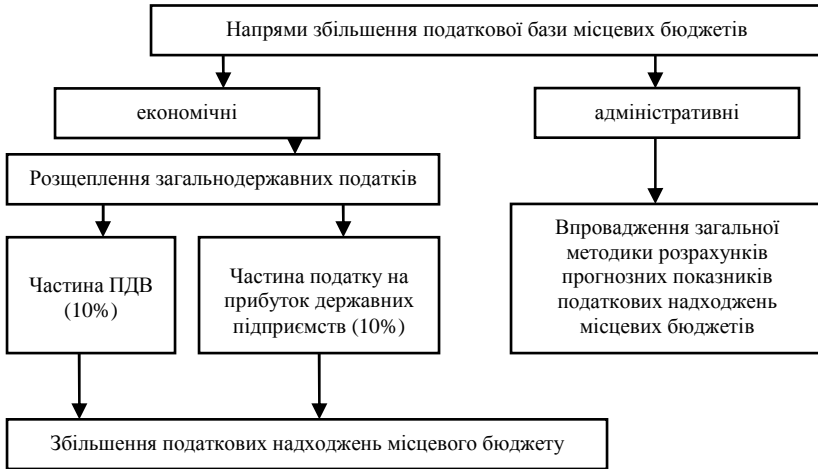 Напрями збільшення податкової бази місцевих бюджетів
економічні
адміністративні
Розщеплення загальнодержавних податків
Частина ПДВ
(10%)
Частина податку на
прибуток державних
підприємств (10%)
Впровадження загальної
методики розрахунків
прогнозних показників
податкових надходжень
місцевих бюджетів
Збільшення податкових надходжень місцевого бюджету